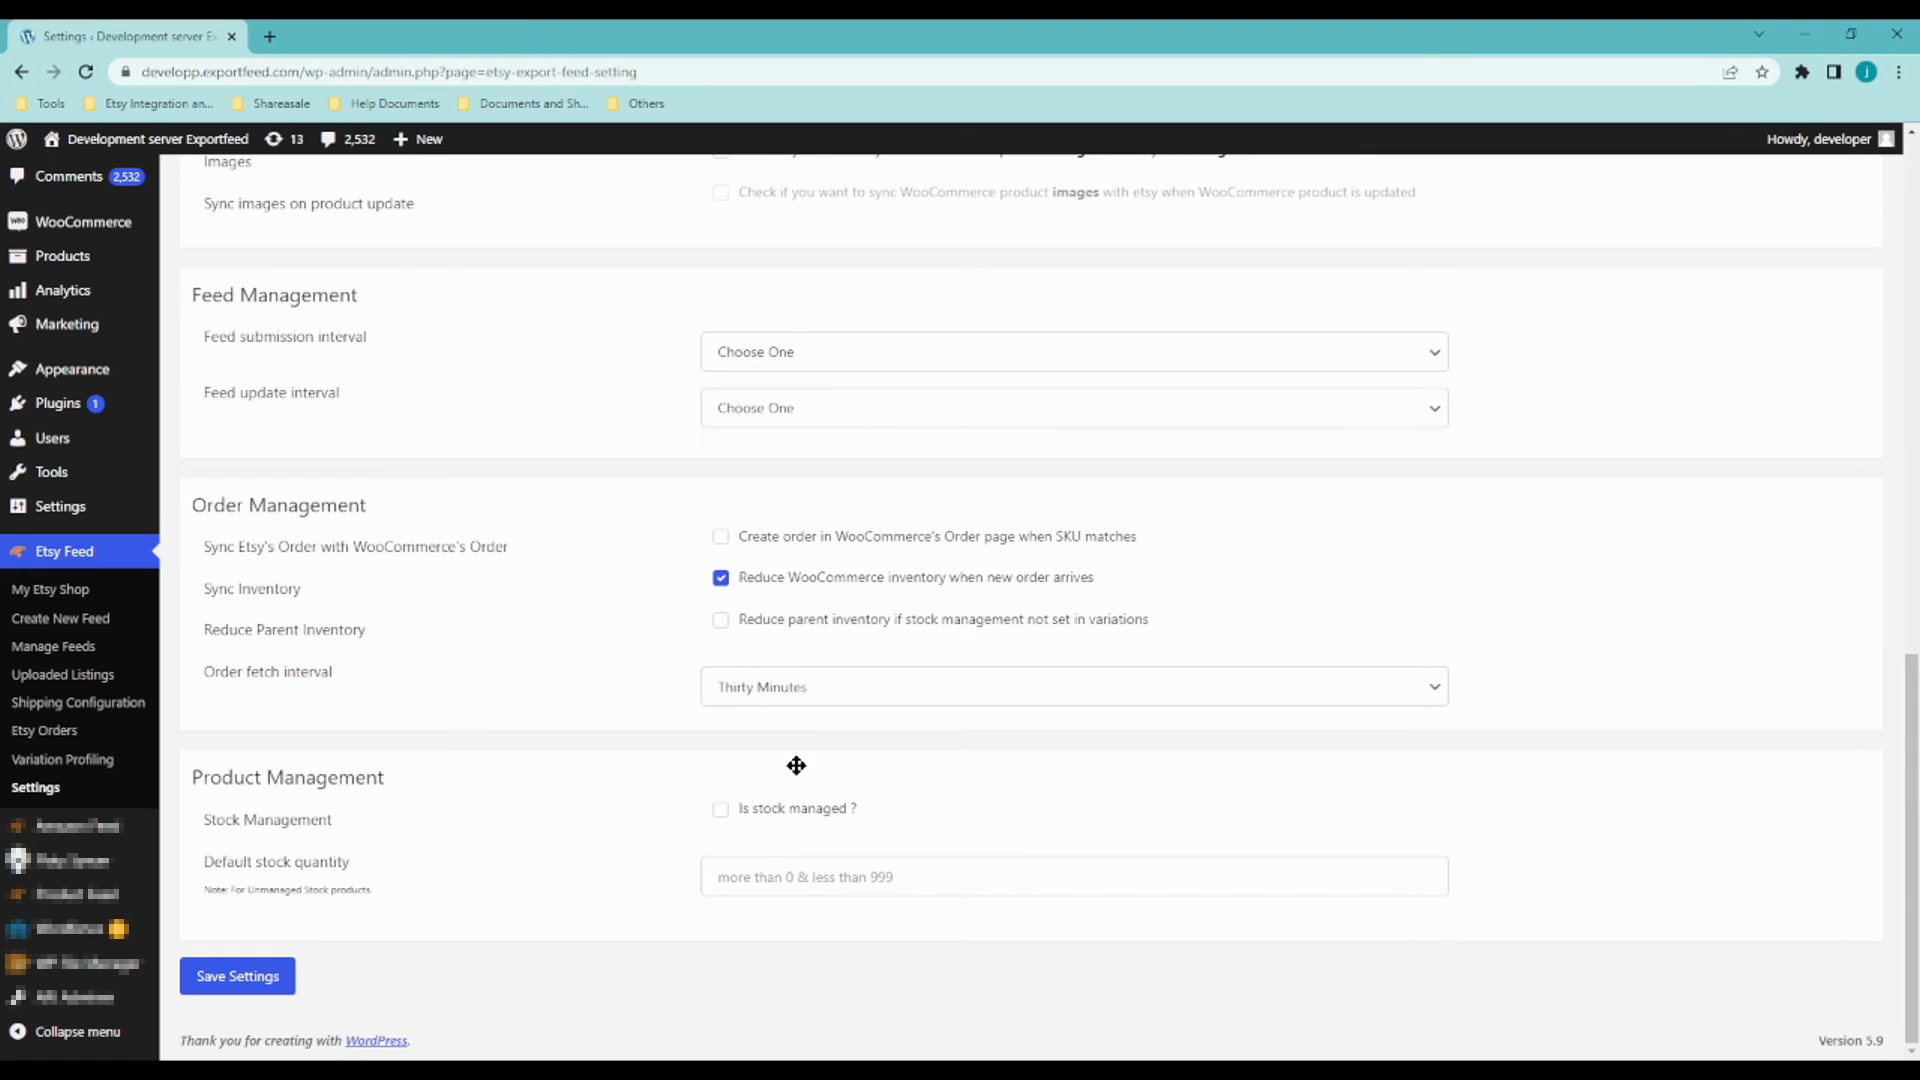 Settings ‹ Development server E
developp.exportfeed.com/wp-admin/admin.php?page=etsy-export-feed-setting
j
Tools
Etsy Integration an...
Shareasale
Help Documents
Documents and Sh...
Others
Development server Exportfeed
13
2,532
New
Howdy, developer
Comments 2,532
WooCommerce
Products
Analytics
Marketing
Appearance
Plugins 1
Users
Tools
Settings
Etsy Feed
My Etsy Shop
Create New Feed
Manage Feeds
Uploaded Listings
Shipping Configuration
Etsy Orders
Variation Profiling
Settings
Collapse menu
Images
Sync images on product update
Check if you want to sync WooCommerce product images with etsy when WooCommerce product is updated
Feed Management
Feed submission interval
Choose One
Feed update interval
Choose One
Order Management
Sync Etsy's Order with WooCommerce's Order
Create order in WooCommerce's Order page when SKU matches
Sync Inventory
Reduce WooCommerce inventory when new order arrives
Reduce Parent Inventory
Reduce parent inventory if stock management not set in variations
Order fetch interval
Thirty Minutes
Product Management
Stock Management
Is stock managed ?
Default stock quantity
Note: For Unmanaged Stock products.
more than 0 & less than 999
Save Settings
Thank you for creating with WordPress.
Version 5.9